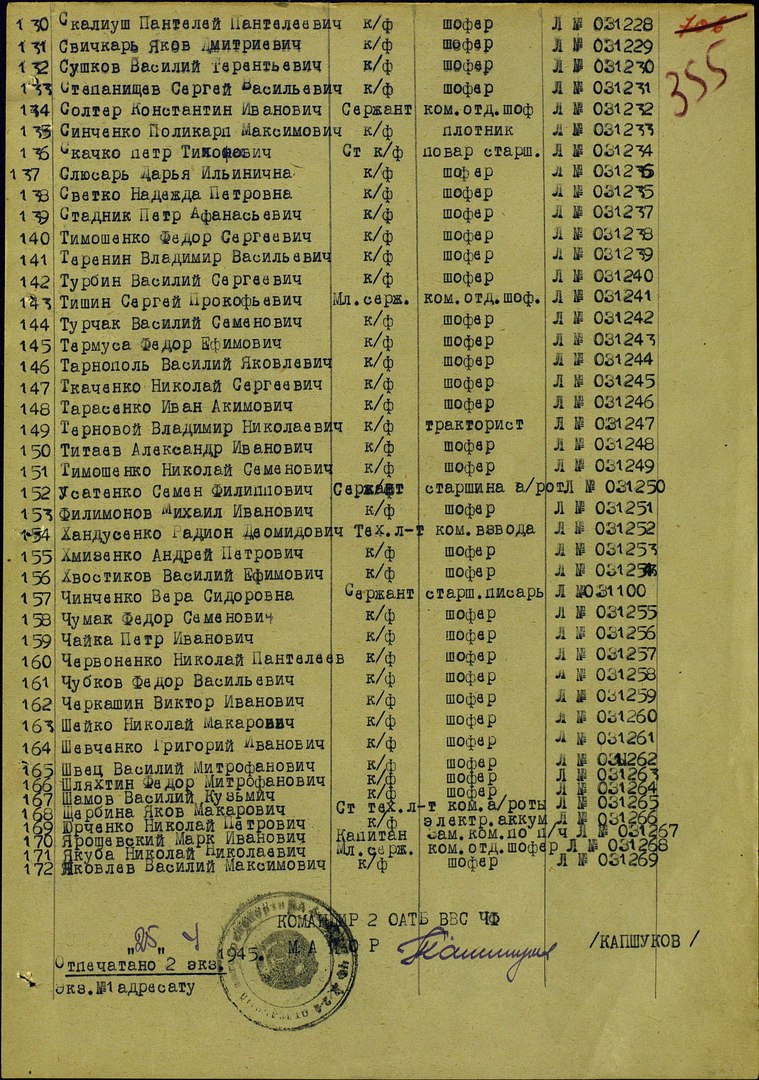 130 Скалиуш Пантелей Пантелеевич к/ф шофер Л № 031228 106
131 Свичкарь Яков Дмитриевич к/ф шофер Л № 031229 355
132 Сушков Василий Терентьевич к/ф шофер Л № 031230
133 Степанищев Сергей Васильевич к/ф шофер Л № 031231
134 Солтер Константин Иванович Сержант ком.отд.шоф Л № 031232
135 Синченко Поликарп Максимович к/ф плотник Л № 031233
136 Скачко петр Тихонович Ст к/ф повар старш. Л № 031234
137 Слюсарь Дарья Ильинична к/ф шофер Л №
138 Светко Надежда Петровна к/ф шофер Л № 031235
139 Стадник Петр Афанасьевич к/ф шофер Л № 031237
140 Тимошенко Федор Сергеевич к/ф шофер Л № 031238
141 Теренин Владимир Васильевич к/ф шофер Л № 031239
142 Турбин Василий Сергеевич к/ф шофер Л № 031240
143 Тишин Сергей Прокофьевич Мл.серж. ком.отд.шоф. Л № 031241
144 Турчак Василий Семенович к/ф шофер Л № 031242
145 Термуса Федор Ефимович к/ф шофер Л № 031243
146 Тарнополь Василий Яковлевич к/ф шофер Л № 031244
147 Ткаченко Николай Сергеевич к/ф шофер Л № 031245
148 Тарасенко Иван Акимович к/ф шофер Л № 031246
149 Терновой Владимир Николаевич к/ф тракторист Л № 031247
150 Титаев Александр Иванович к/ф шофер Л № 031248
151 Тимошенко Николай Семенович к/ф шофер Л № 031249
152 Усатенко Семен Филиппович Сержант старшина а/рот Л № 031250
153 Филимонов Михаил Иванович к/ф шофер Л № 031251
154 Хандусенко Радион Деомидович Тех.л-т ком.взвода Л № 031252
155 Хмизенко Андрей Петрович к/ф шофер Л № 031253
156 Хвостиков Василий Ефимович к/ф шофер Л № 031254
157 Чинченко Вера Сидоровна Сержант старш.писарь Л №031100
158 Чумак Федор Семенович к/ф шофер Л № 031255
159 Чайка Петр Иванович к/ф шофер Л № 031256
160 Червоненко Николай Пантелеев к/ф шофер Л № 031257
161 Чубков Федор Васильевич к/ф шофер Л № 031258
162 Черкашин Виктор Иванович к/ф шофер Л № 031259
163 Шейко Николай Макарович к/ф шофер Л № 031260
164 Шевченко Григорий Иванович к/ф шофер Л № 031261
165 Швец Василий Митрофанович к/ф шофер Л № 031262
166 Шляхтин Федор Митрофанович к/ф шофер Л № 031263
167 Шамов Василий Кузьмич к/ф шофер Л № 031264
168 Щербина Яков Макарович Ст тех.л-т ком.а/роты Л № 031265
169 Юрченко Николай Петрович к/ф электр.аккум Л № 031266
170 Ярошевский Марк Иванович Капитан зам.ком.по п/ч Л № 031267
171 Якуба Николай Николаевич Мл.серж. ком.отд.шофер Л № 031268
172 Яковлев Василий Максимович к/ф шофер Л № 031269
КОМАНДИР 2 ОАТБ ВВС ЧФ
"25" 4 1945. МАЙОР /КАПШУКОВ /
Отпечатано 2 экз.
экз.№1 адресату